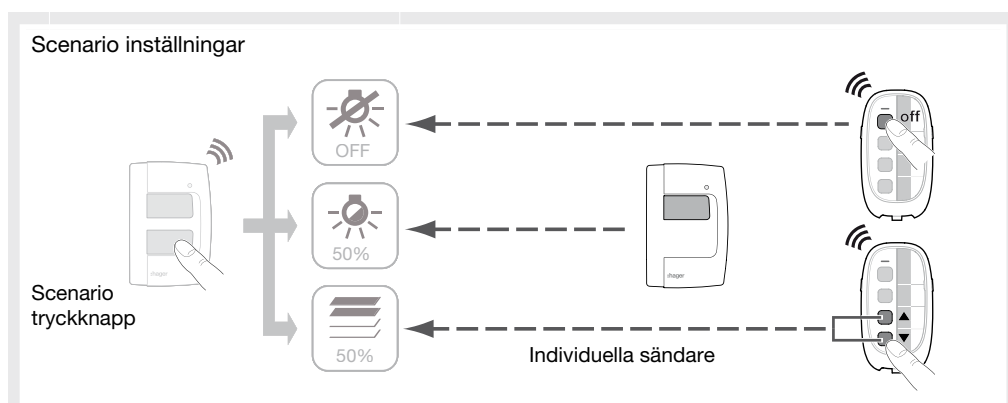 Scenario inställningar
OFF
off
50%
:hager
:hager
Scenario
tryckknapp
50%
Individuella sändare